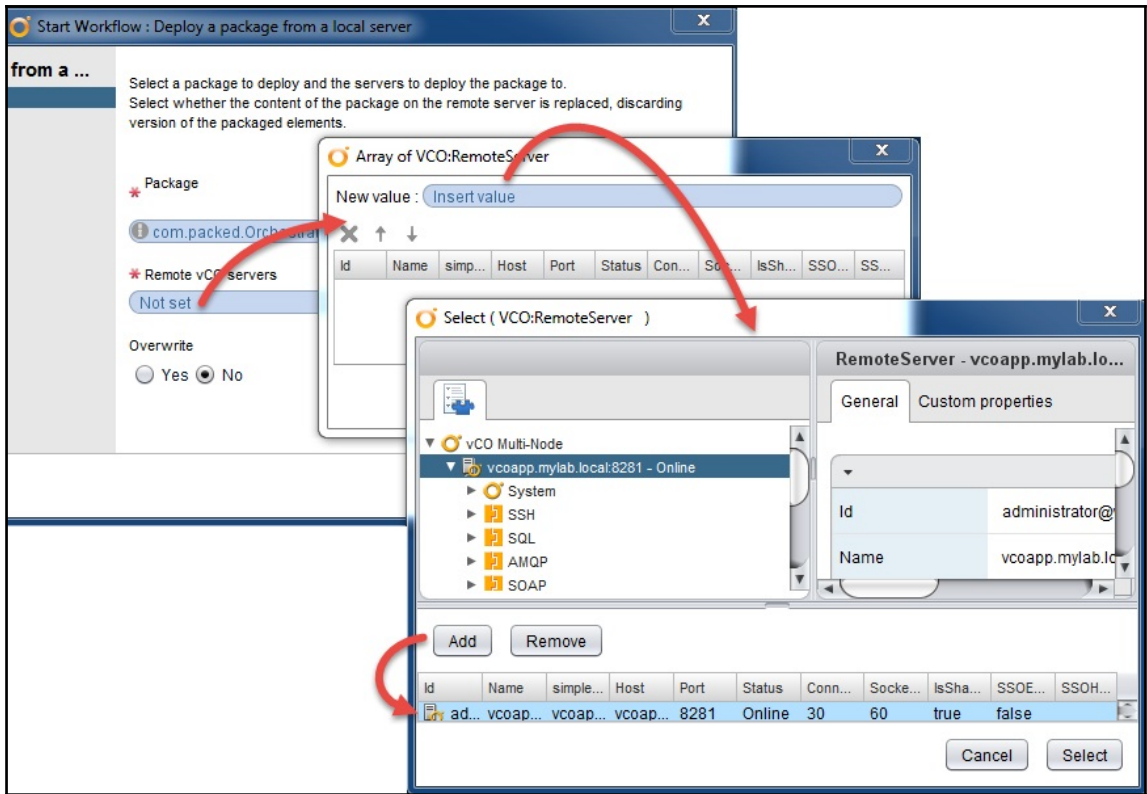 Start Workflow : Deploy a package from a local server
x
from a ...
Select a package to deploy and the servers to deploy the package to.
Select whether the content of the package on the remote server is replaced, discarding
version of the packaged elements.
Package
com.packed.Orchestrat
Remote vCO servers
Not set
Overwrite
Yes No
Array of VCO:RemoteServer
x
New value : Insert value
Id Name simp... Host Port Status Con... Soc... IsSh... SSO... SS...
Select ( VCO:RemoteServer )
x
RemoteServer - vcoapp.mylab.lo...
General Custom properties
vCO Multi-Node
vcoapp.mylab.local:8281 - Online
System
SSH
SQL
AMQP
SOAP
Id administrator@
Name vcoapp.mylab.lo
Add Remove
Id Name simple... Host Port Status Conn... Socke... IsSha... SSOE... SSOH...
ad... vcoap... vcoap... vcoap... 8281 Online 30 60 true false
Cancel Select